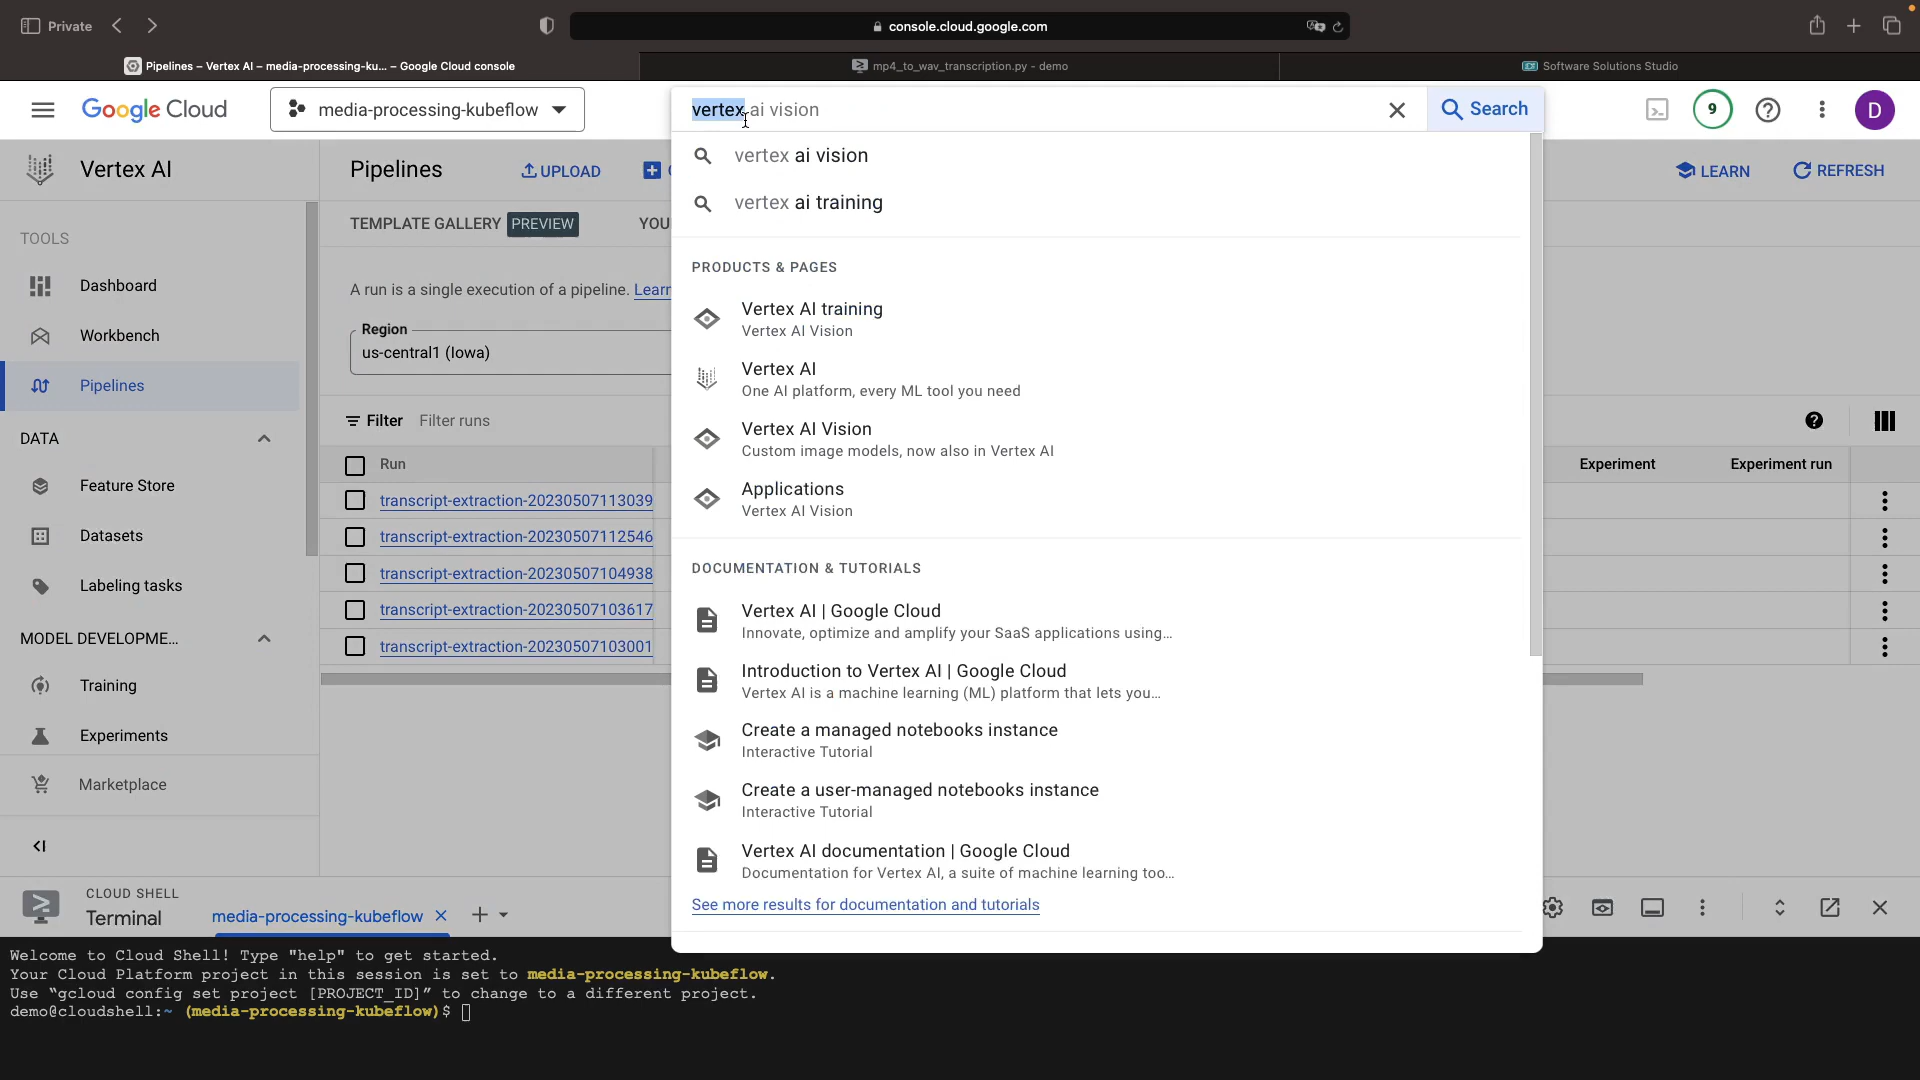 Private
console.cloud.google.com
Pipelines – Vertex AI – media-processing-ku... – Google Cloud console
mp4_to_wav_transcription.py - demo
Software Solutions Studio
Google Cloud
media-processing-kubeflow
vertex ai vision
Search
9
D
Vertex AI
Pipelines
UPLOAD
LEARN
REFRESH
vertex ai vision
vertex ai training
TOOLS
TEMPLATE GALLERY PREVIEW
YOU
PRODUCTS & PAGES
Dashboard
A run is a single execution of a pipeline. Learn
Vertex AI training
Vertex AI Vision
Workbench
Region
us-central1 (Iowa)
Vertex AI
One AI platform, every ML tool you need
Pipelines
Filter Filter runs
Vertex AI Vision
Custom image models, now also in Vertex AI
DATA
Run
Experiment
Experiment run
Feature Store
transcript-extraction-20230507113039
Applications
Vertex AI Vision
Datasets
transcript-extraction-20230507112546
DOCUMENTATION & TUTORIALS
Labeling tasks
transcript-extraction-20230507104938
transcript-extraction-20230507103617
Vertex AI | Google Cloud
Innovate, optimize and amplify your SaaS applications using...
MODEL DEVELOPME...
transcript-extraction-20230507103001
Introduction to Vertex AI | Google Cloud
Vertex AI is a machine learning (ML) platform that lets you...
Training
Experiments
Create a managed notebooks instance
Interactive Tutorial
Marketplace
Create a user-managed notebooks instance
Interactive Tutorial
Vertex AI documentation | Google Cloud
Documentation for Vertex AI, a suite of machine learning too...
See more results for documentation and tutorials
CLOUD SHELL
Terminal
media-processing-kubeflow
Welcome to Cloud Shell! Type "help" to get started.
Your Cloud Platform project in this session is set to media-processing-kubeflow.
Use “gcloud config set project [PROJECT_ID]” to change to a different project.
demo@cloudshell:~ (media-processing-kubeflow)$